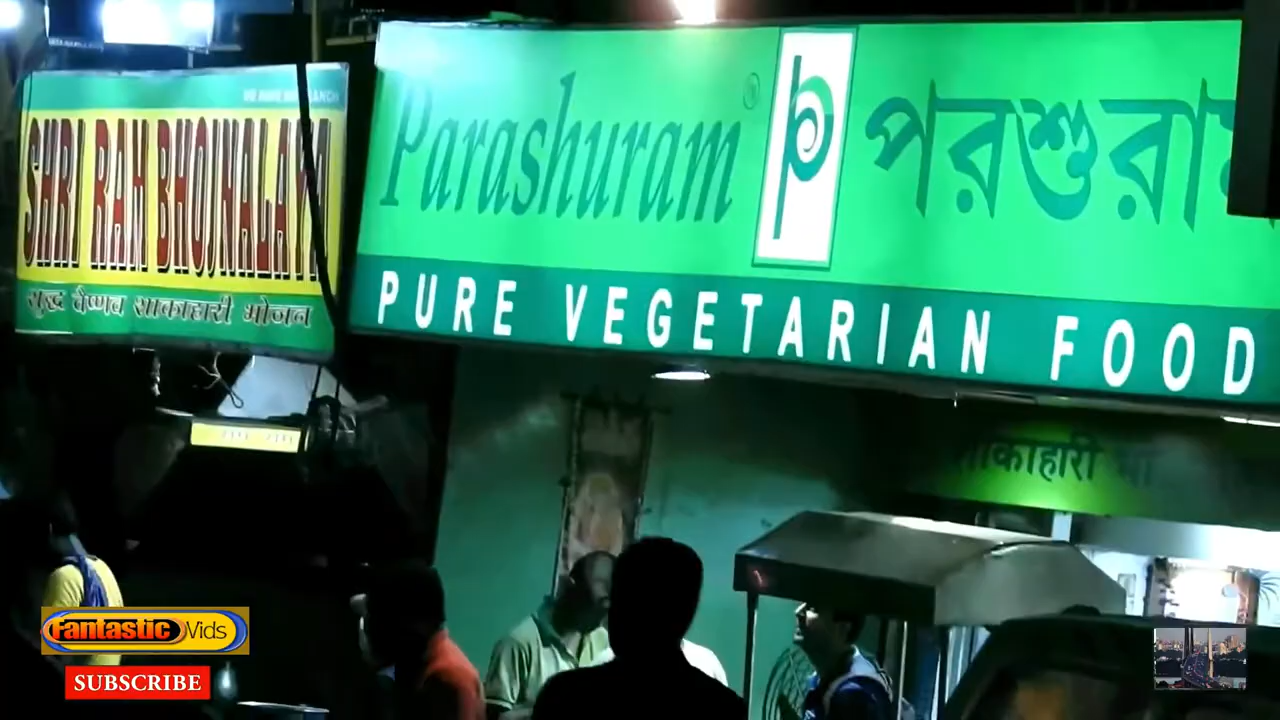 SHRI RAM BHOJNALAYA
शुद्ध वैष्णव शाकाहारी भोजन
Parashuram
পরশুরা
PURE VEGETARIAN FOOD
शाकाहारी
Fantastic Vids
SUBSCRIBE